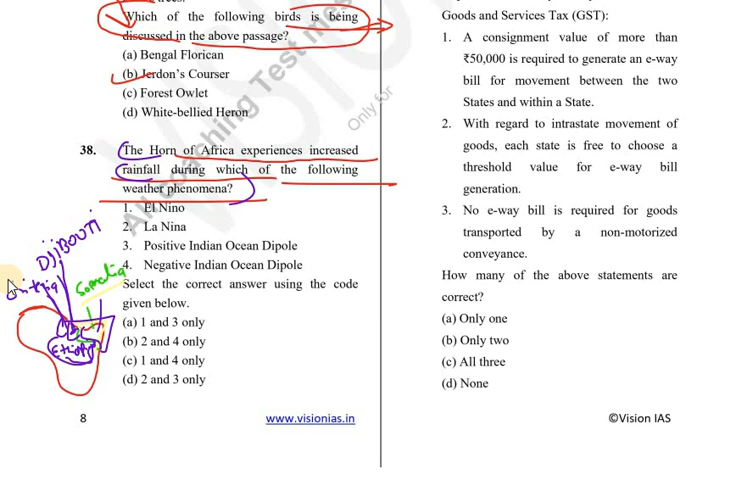 Which of the following birds is being
discussed in the above passage?
(a) Bengal Florican
(b) Jerdon's Courser
(c) Forest Owlet
(d) White-bellied Heron
38. The Horn of Africa experiences increased
rainfall during which of the following
weather phenomena?
1. El Nino
2. La Nina
3. Positive Indian Ocean Dipole
4. Negative Indian Ocean Dipole
Select the correct answer using the code
given below.
(a) 1 and 3 only
(b) 2 and 4 only
(c) 1 and 4 only
(d) 2 and 3 only
DjiBOUTi
Somalia
8
www.visionias.in
Goods and Services Tax (GST):
1. A consignment value of more than
₹50,000 is required to generate an e-way
bill for movement between the two
States and within a State.
2. With regard to intrastate movement of
goods, each state is free to choose a
threshold value for e-way bill
generation.
3. No e-way bill is required for goods
transported by a non-motorized
conveyance.
How many of the above statements are
correct?
(a) Only one
(b) Only two
(c) All three
(d) None
©Vision IAS